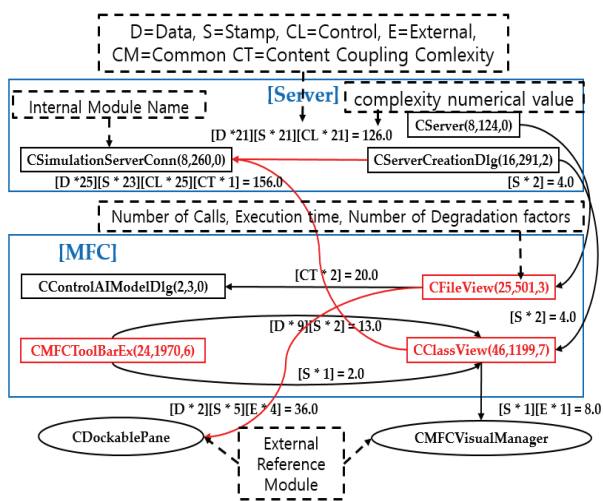 D=Data, S=Stamp, CL=Control, E=External,
CM=Common CT=Content Coupling Comlexity
[Server]
Internal Module Name
complexity numerical value
CServer(8,124,0)
[D *21][S * 21][CL * 21] = 126.0
CSimulationServerConn(8,260,0)
CServerCreationDlg(16,291,2)
[D *25][S * 23][CL * 25][CT * 1] = 156.0
[S * 2] = 4.0
Number of Calls, Execution time, Number of Degradation factors
[MFC]
[CT * 2] = 20.0
CControlAIModelDlg(2,3,0)
CFileView(25,501,3)
[S * 2] = 4.0
[D * 9][S * 2] = 13.0
CMFCToolBarEx(24,1970,6)
CClassView(46,1199,7)
[S * 1] = 2.0
[D * 2][S * 5][E * 4] = 36.0
[S * 1][E * 1] = 8.0
CDockablePane
External
Reference
Module
CMFCVisualManager